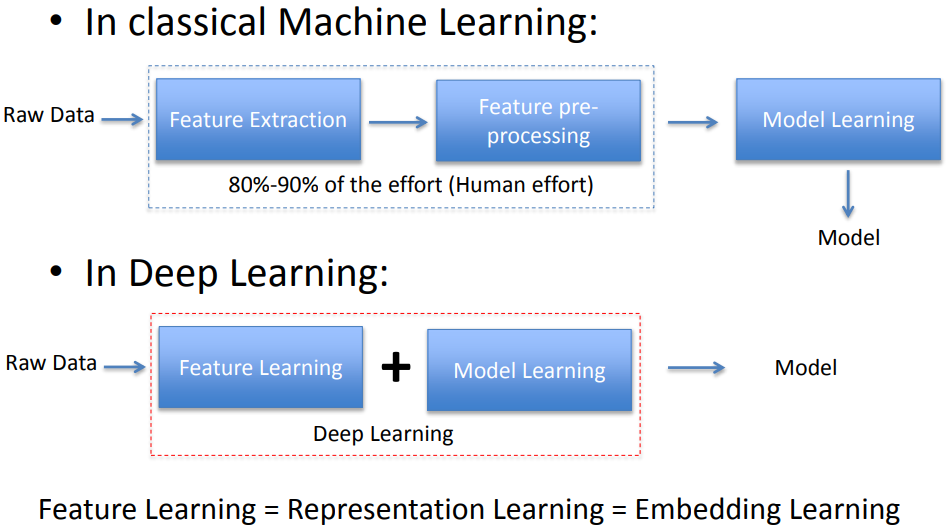 • In classical Machine Learning:
Raw Data
Feature Extraction
Feature pre-
processing
Model Learning
80%-90% of the effort (Human effort)
Model
• In Deep Learning:
Raw Data
Feature Learning
+
Model Learning
Model
Deep Learning
Feature Learning = Representation Learning = Embedding Learning